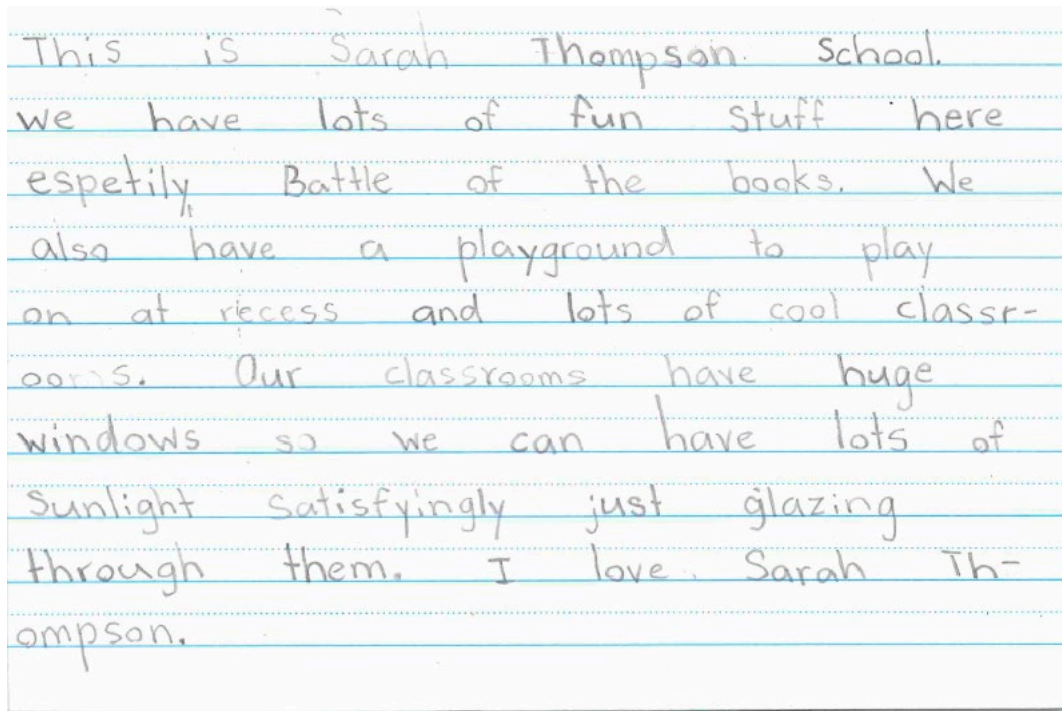 This is Sarah Thompson School.
we have lots of fun stuff here
espetily Battle of the books. We
also have a playground to play
on at recess and lots of cool classr-
ooms. Our classrooms have huge
windows so we can have lots of
sunlight satisfyingly just glazing
through them. I love Sarah Th-
ompson.